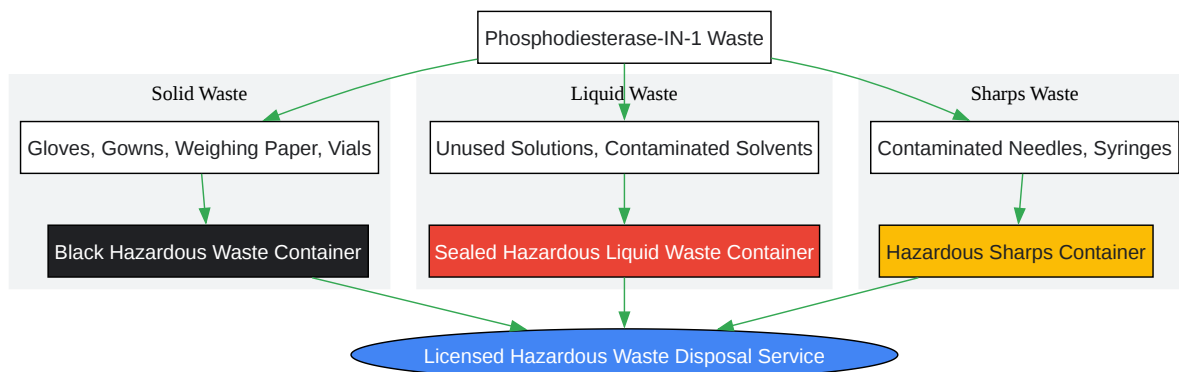 Phosphodiesterase-IN-1 Waste
Solid Waste
Liquid Waste
Sharps Waste
Gloves, Gowns, Weighing Paper, Vials
Unused Solutions, Contaminated Solvents
Contaminated Needles, Syringes
Black Hazardous Waste Container
Sealed Hazardous Liquid Waste Container
Hazardous Sharps Container
Licensed Hazardous Waste Disposal Service